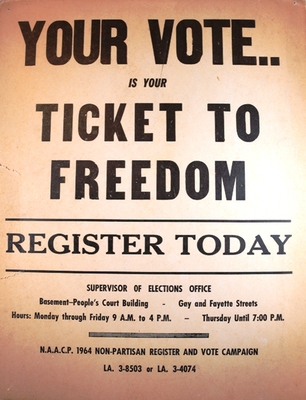 YOUR VOTE..
IS YOUR
TICKET TO
FREEDOM
REGISTER TODAY
SUPERVISOR OF ELECTIONS OFFICE
Basement-People's Court Building - Gay and Fayette Streets
Hours: Monday through Friday 9 A.M. to 4 P.M. - Thursday Until 7:00 P.M.
N.A.A.C.P. 1964 NON-PARTISAN REGISTER AND VOTE CAMPAIGN
LA. 3-8503 or LA. 3-4074